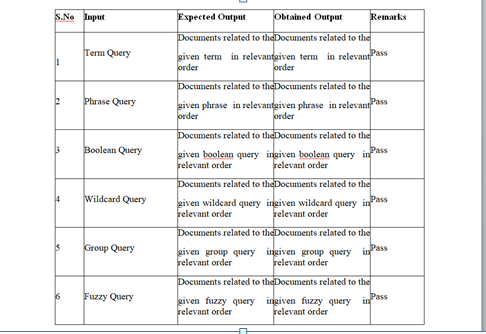 S.No Input Expected Output Obtained Output Remarks
1 Term Query Documents related to the given term in relevant order Documents related to the given term in relevant order Pass
2 Phrase Query Documents related to the given phrase in relevant order Documents related to the given phrase in relevant order Pass
3 Boolean Query Documents related to the given boolean query in relevant order Documents related to the given boolean query in relevant order Pass
4 Wildcard Query Documents related to the given wildcard query in relevant order Documents related to the given wildcard query in relevant order Pass
5 Group Query Documents related to the given group query in relevant order Documents related to the given group query in relevant order Pass
6 Fuzzy Query Documents related to the given fuzzy query in relevant order Documents related to the given fuzzy query in relevant order Pass